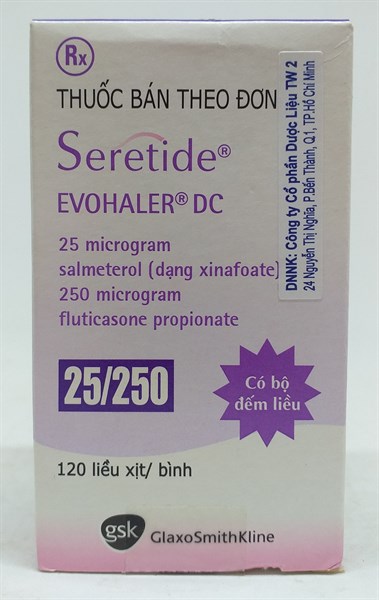 Rx
THUỐC BÁN THEO ĐƠN
Seretide®
EVOHALER® DC
25 microgram
salmeterol (dạng xinafoate)
250 microgram
fluticasone propionate
25/250
Có bộ
đếm liều
120 liều xịt/ bình
gsk GlaxoSmithKline
DNNK: Công ty Cổ phần Dược Liệu TW 2
24 Nguyễn Thị Nghĩa, P.Bến Thành, Q.1, TP.Hồ Chí Minh